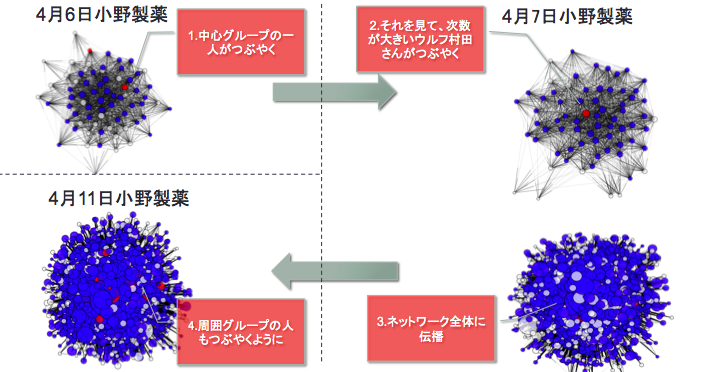 4月6日小野製薬
1.中心グループの一
人がつぶやく
2.それを見て、次数
が大きいウルフ村田
さんがつぶやく
4月7日小野製薬
4月11日小野製薬
4.周囲グループの人
もつぶやくように
3.ネットワーク全体に
伝播